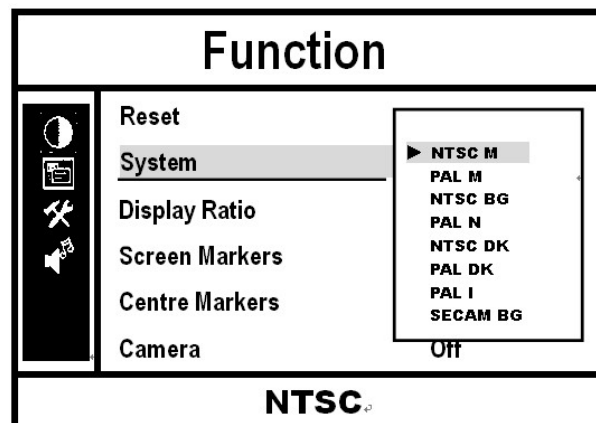 Function
Reset
System
Display Ratio
Screen Markers
Centre Markers
Camera
NTSC M
PAL M
NTSC BG
PAL N
NTSC DK
PAL DK
PAL I
SECAM BG
Off
NTSC